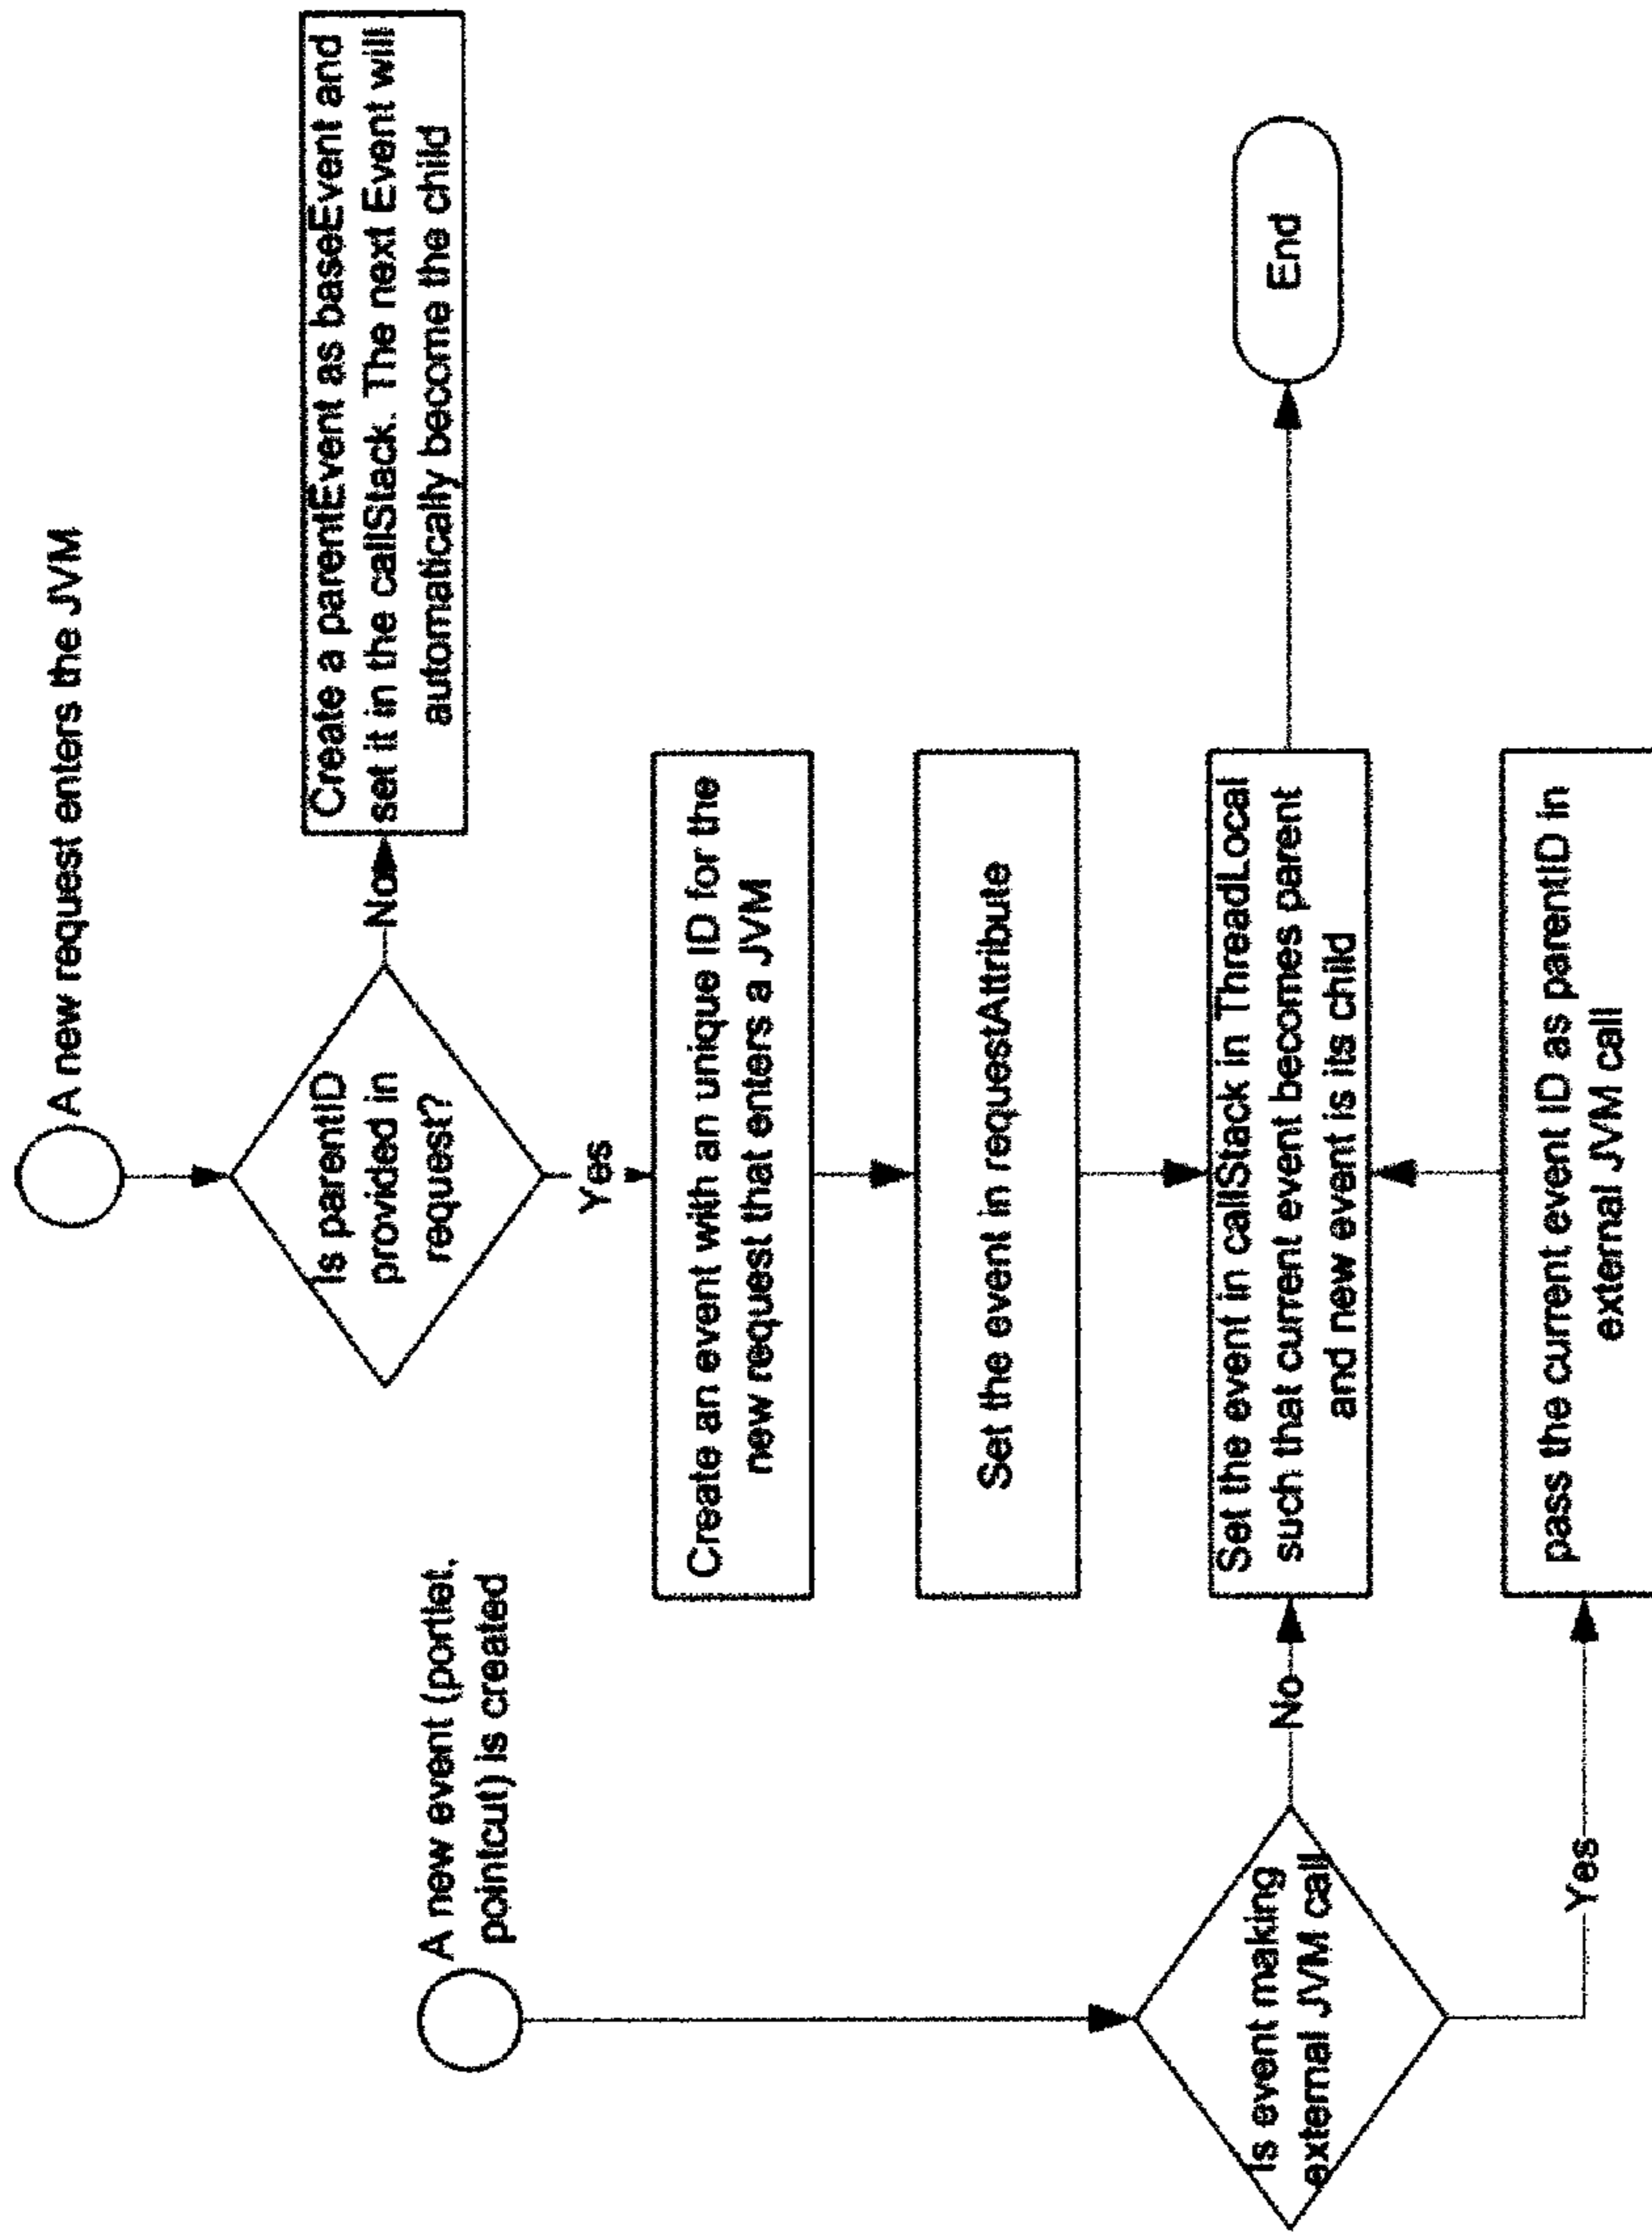 A new request enters the JVM
Is parentID
provided in
request?
No
Create a parentEvent as baseEvent and
set it in the callStack. The next Event will
automatically become the child
Yes
Create an event with an unique ID for the
new request that enters a JVM
Set the event in requestAttribute
A new event (portlet,
pointcut) is created
Is event making
external JVM call
No
Set the event in callStack in ThreadLocal
such that current event becomes parent
and new event is its child
End
Yes
pass the current event ID as parentID in
external JVM call